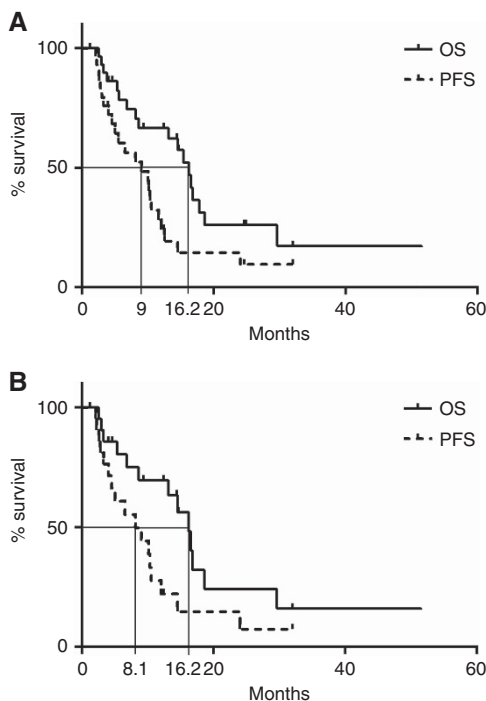 A
100
50
0
% survival
OS
PFS
0 9 16.2 20 40 60
Months
B
100
50
0
% survival
OS
PFS
0 8.1 16.2 20 40 60
Months